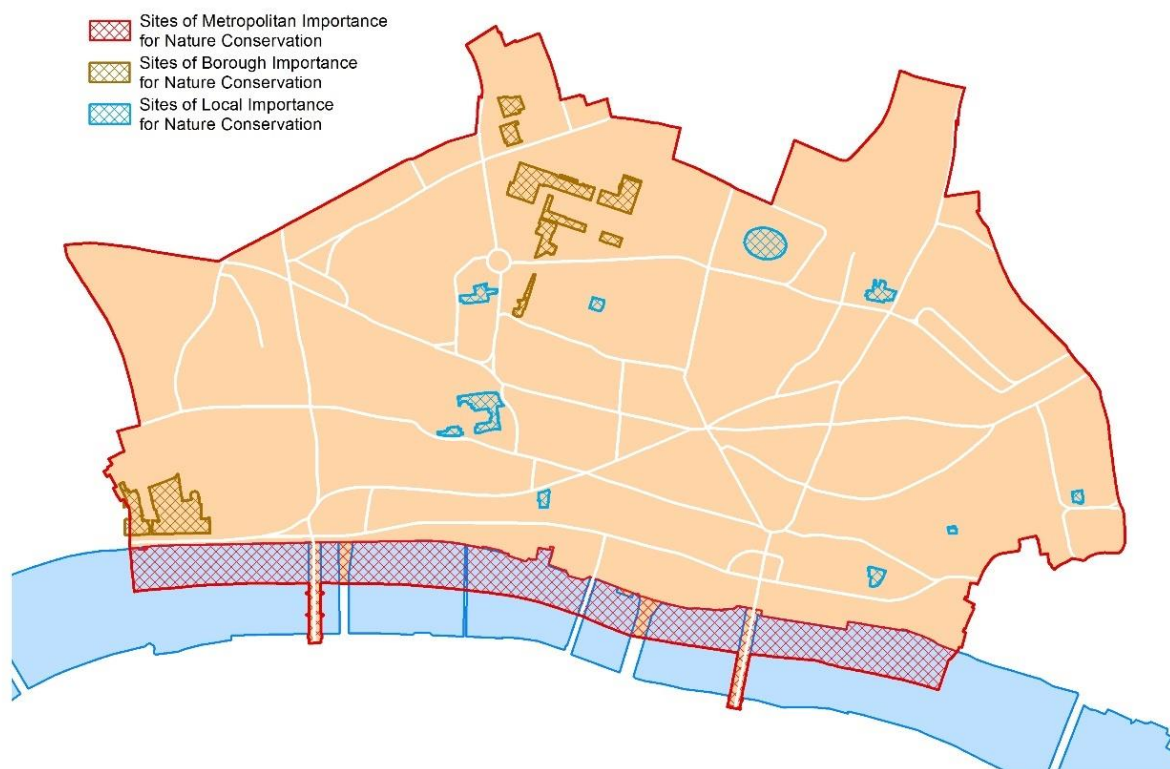 Sites of Metropolitan Importance
for Nature Conservation
Sites of Borough Importance
for Nature Conservation
Sites of Local Importance
for Nature Conservation